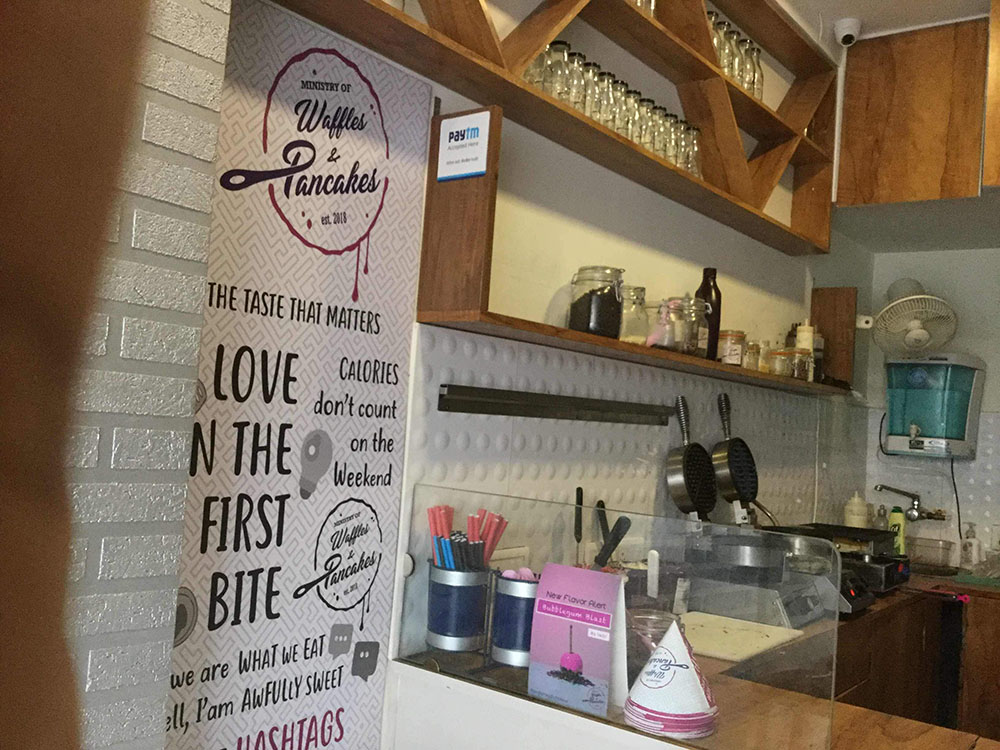 MINISTRY OF
Waffles
&
Pancakes
est. 2018
THE TASTE THAT MATTERS
LOVE
N THE
FIRST
BITE
CALORIES
don't count
on the
Weekend
MINISTRY OF
Waffles
&
Pancakes
est. 2018
we are WHAT WE EAT
ell, I'am AWFULLY SWEET
HASHTAGS
paytm
Accepted Here
New Flavor Alert
Bubblegum Blast
Waffles
&
Pancakes